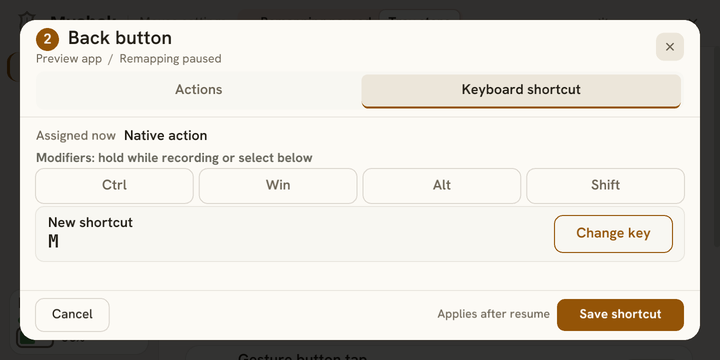 2 Back button
Preview app / Remapping paused
Actions
Keyboard shortcut
Assigned now Native action
Modifiers: hold while recording or select below
Ctrl
Win
Alt
Shift
New shortcut
M
Change key
Cancel
Applies after resume
Save shortcut